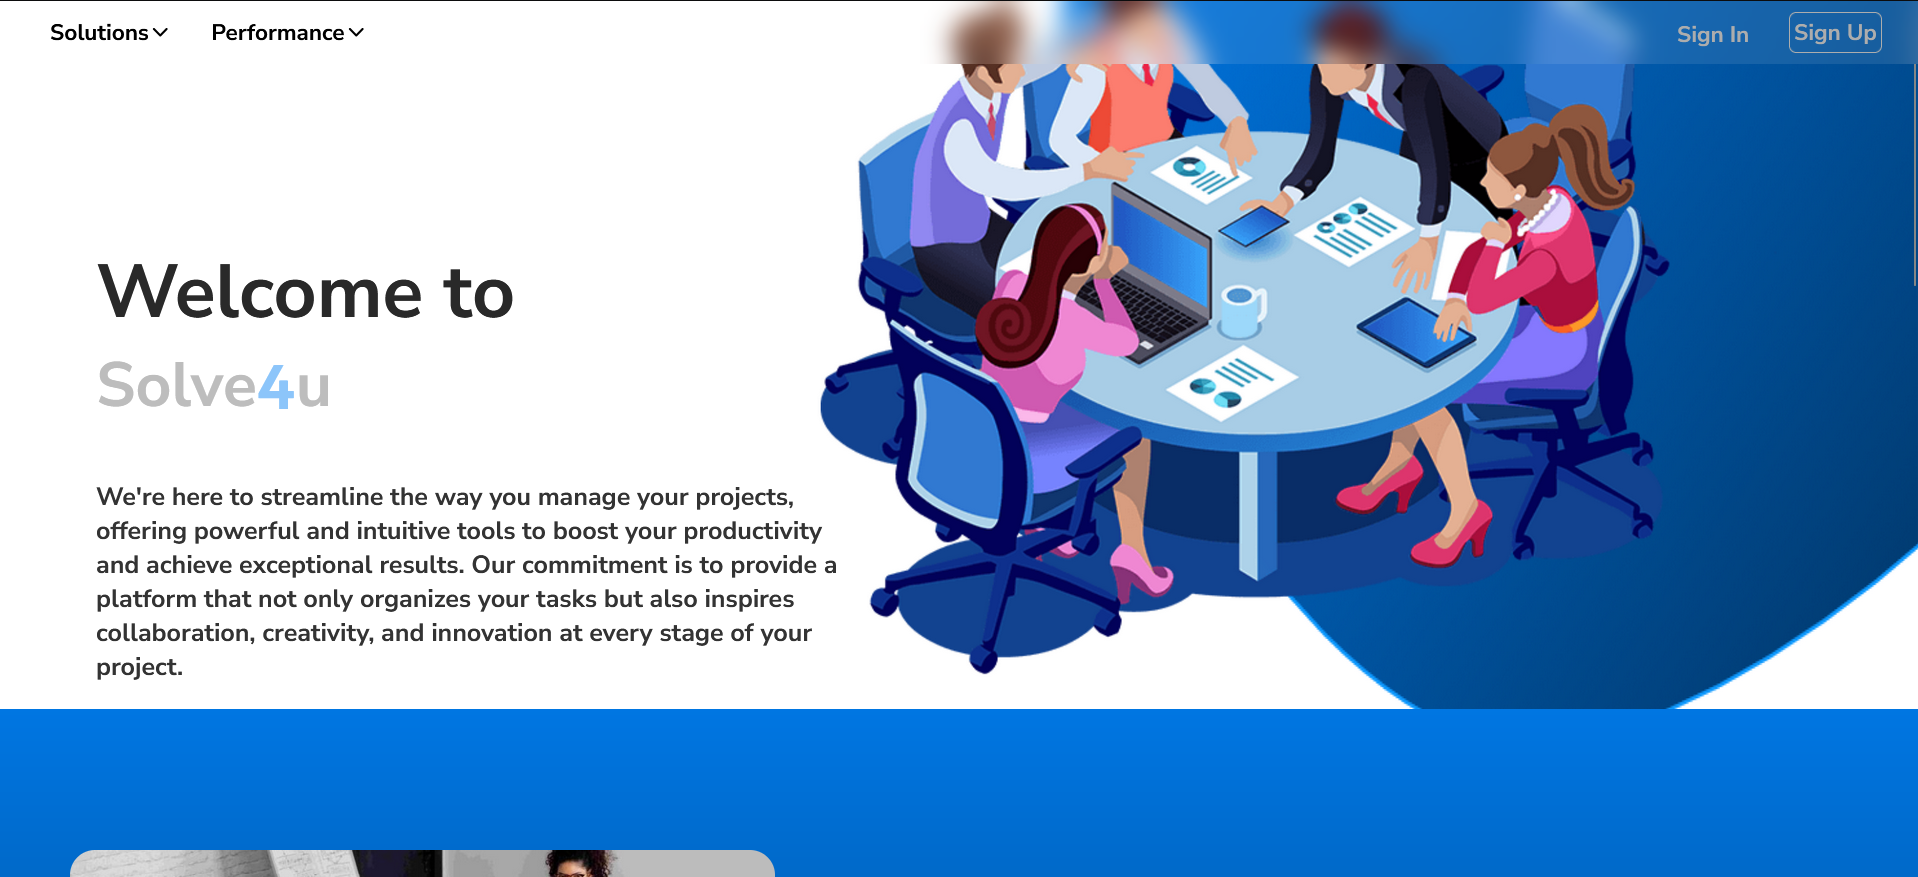 Solutions
Performance
Sign In
Sign Up
Welcome to
Solve4u
We're here to streamline the way you manage your projects,
offering powerful and intuitive tools to boost your productivity
and achieve exceptional results. Our commitment is to provide a
platform that not only organizes your tasks but also inspires
collaboration, creativity, and innovation at every stage of your
project.